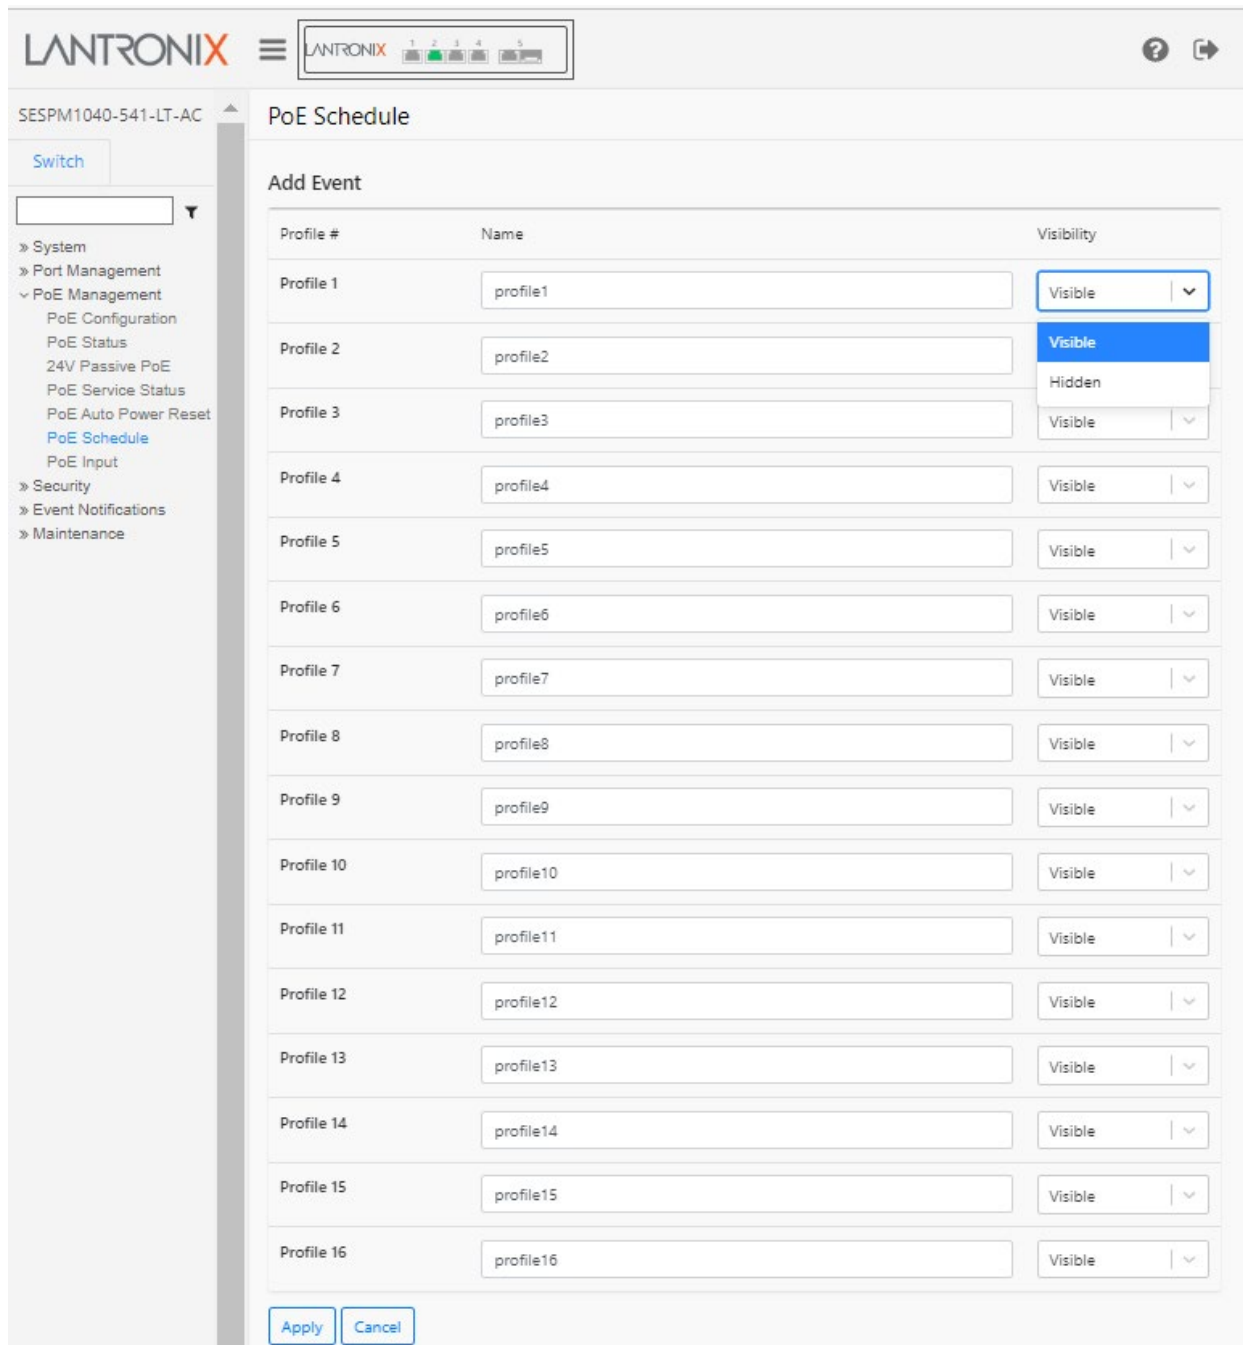 LANTRONIX
LANTRONIX 1 2 3 4 5
SESPM1040-541-LT-AC
Switch
» System
» Port Management
PoE Management
PoE Configuration
PoE Status
24V Passive PoE
PoE Service Status
PoE Auto Power Reset
PoE Schedule
PoE Input
» Security
» Event Notifications
» Maintenance
PoE Schedule
Add Event
Profile # Name Visibility
Profile 1 profile1 Visible
Visible
Hidden
Profile 2 profile2
Profile 3 profile3 Visible
Profile 4 profile4 Visible
Profile 5 profile5 Visible
Profile 6 profile6 Visible
Profile 7 profile7 Visible
Profile 8 profile8 Visible
Profile 9 profile9 Visible
Profile 10 profile10 Visible
Profile 11 profile11 Visible
Profile 12 profile12 Visible
Profile 13 profile13 Visible
Profile 14 profile14 Visible
Profile 15 profile15 Visible
Profile 16 profile16 Visible
Apply Cancel